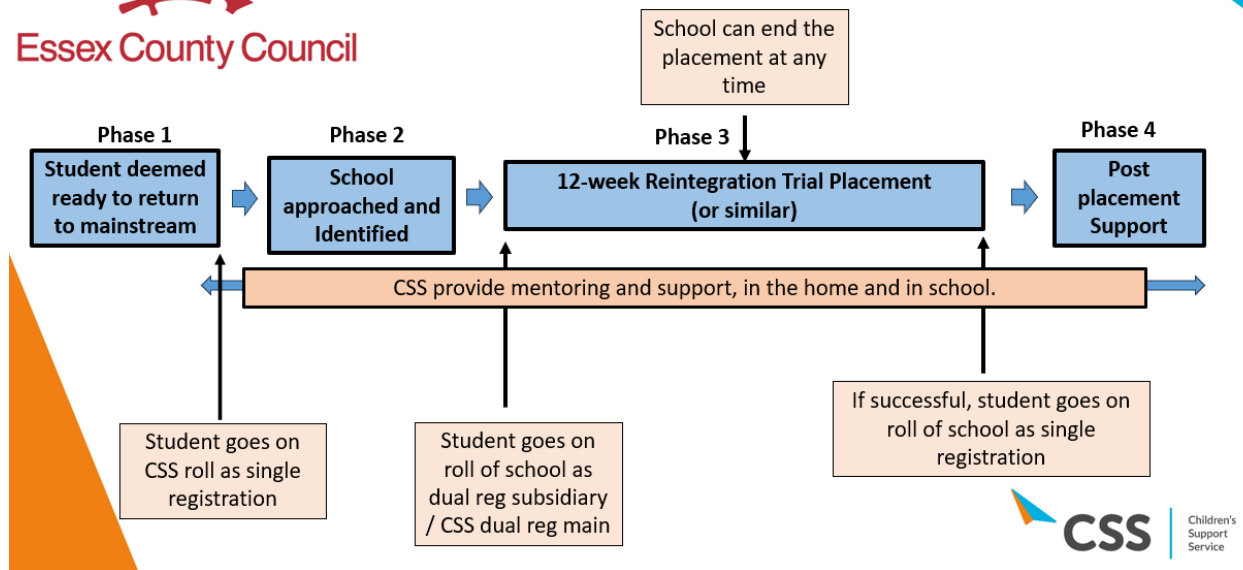 Essex County Council
School can end the
placement at any
time
Phase 1
Student deemed
ready to return
to mainstream
Phase 2
School
approached and
Identified
Phase 3
12-week Reintegration Trial Placement
(or similar)
Phase 4
Post
placement
Support
CSS provide mentoring and support, in the home and in school.
Student goes on
CSS roll as single
registration
Student goes on
roll of school as
dual reg subsidiary
/ CSS dual reg main
If successful, student goes on
roll of school as single
registration
CSS
Children's
Support
Service